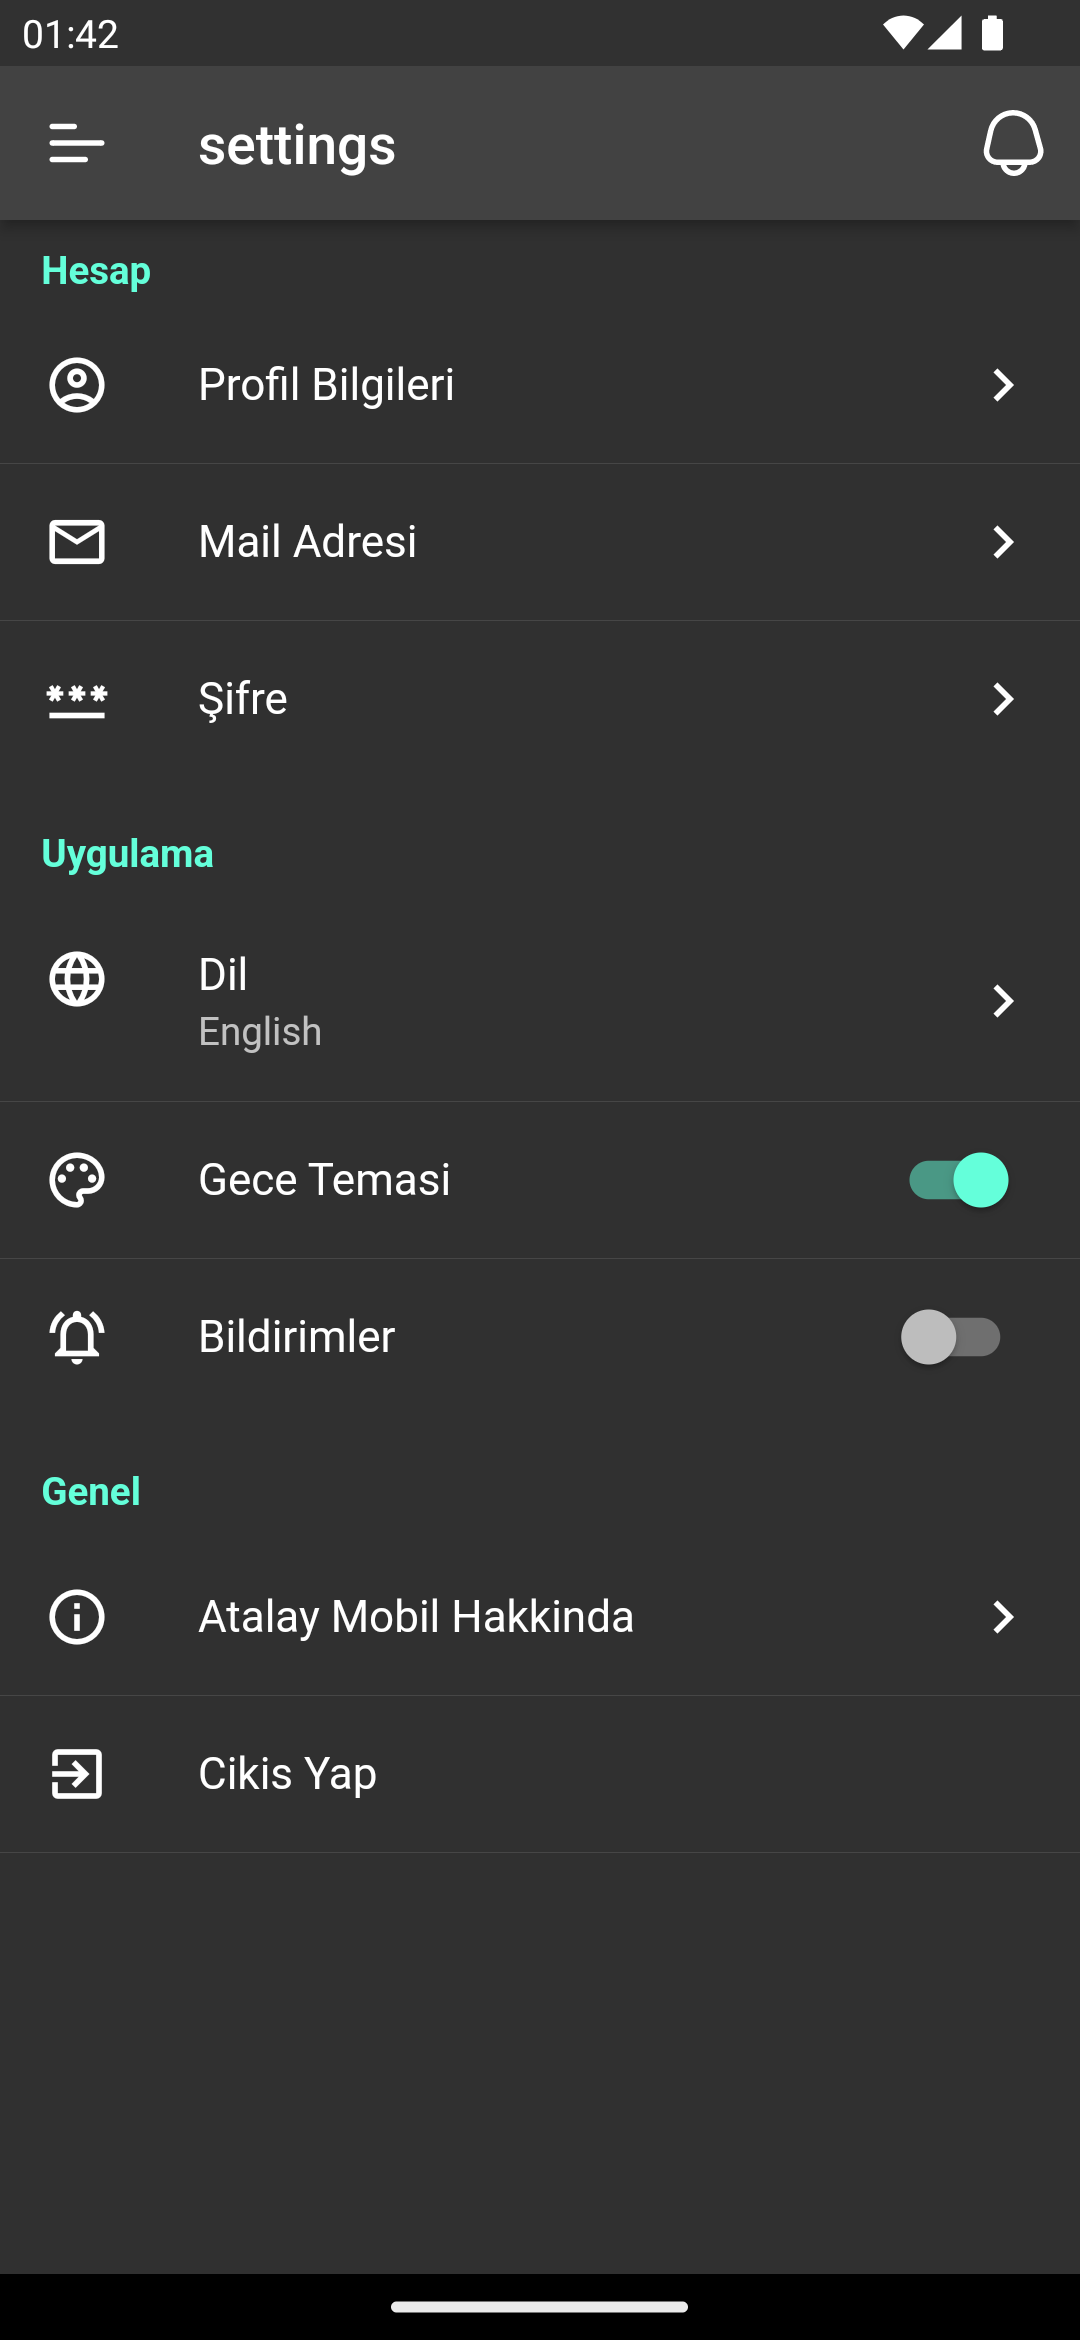 01:42
settings
Hesap
Profil Bilgileri
Mail Adresi
Şifre
Uygulama
Dil
English
Gece Temasi
Bildirimler
Genel
Atalay Mobil Hakkinda
Cikis Yap